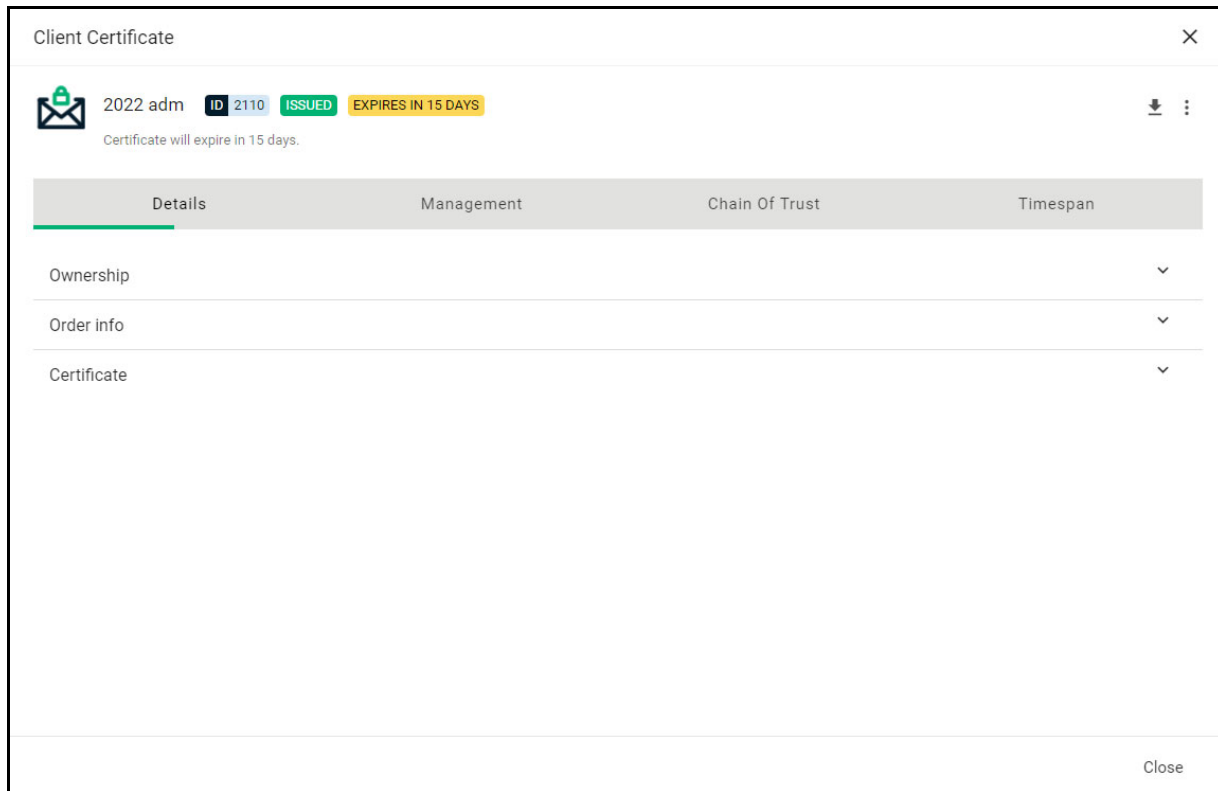 Client Certificate
2022 adm ID 2110 ISSUED EXPIRES IN 15 DAYS
Certificate will expire in 15 days.
Details Management Chain Of Trust Timespan
Ownership
Order info
Certificate
Close